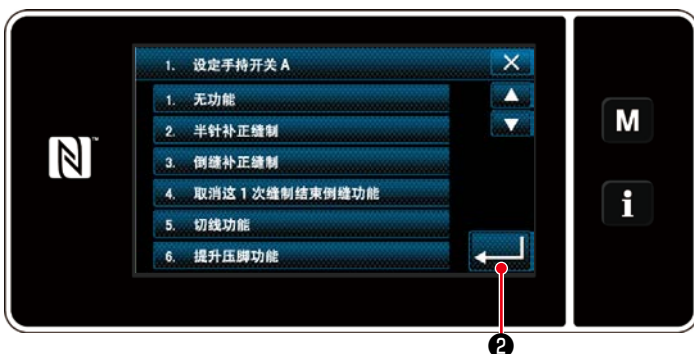 1. 设定手持开关 A
1. 无功能
2. 半针补正缝制
3. 倒缝补正缝制
4. 取消这 1 次缝制结束倒缝功能
5. 切线功能
6. 提升压脚功能
N
TM
M
i
❷